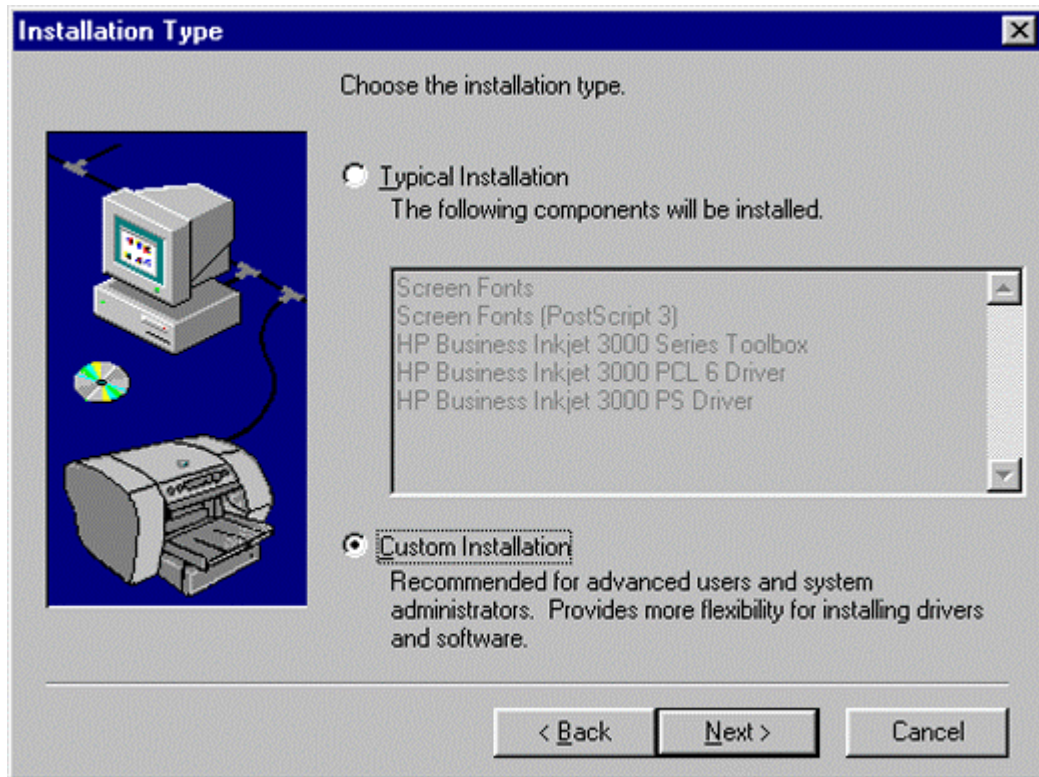 Installation Type
Choose the installation type.
Typical Installation
The following components will be installed.
Screen Fonts
Screen Fonts (PostScript 3)
HP Business Inkjet 3000 Series Toolbox
HP Business Inkjet 3000 PCL 6 Driver
HP Business Inkjet 3000 PS Driver
Custom Installation
Recommended for advanced users and system
administrators.  Provides more flexibility for installing drivers
and software.
< Back
Next >
Cancel